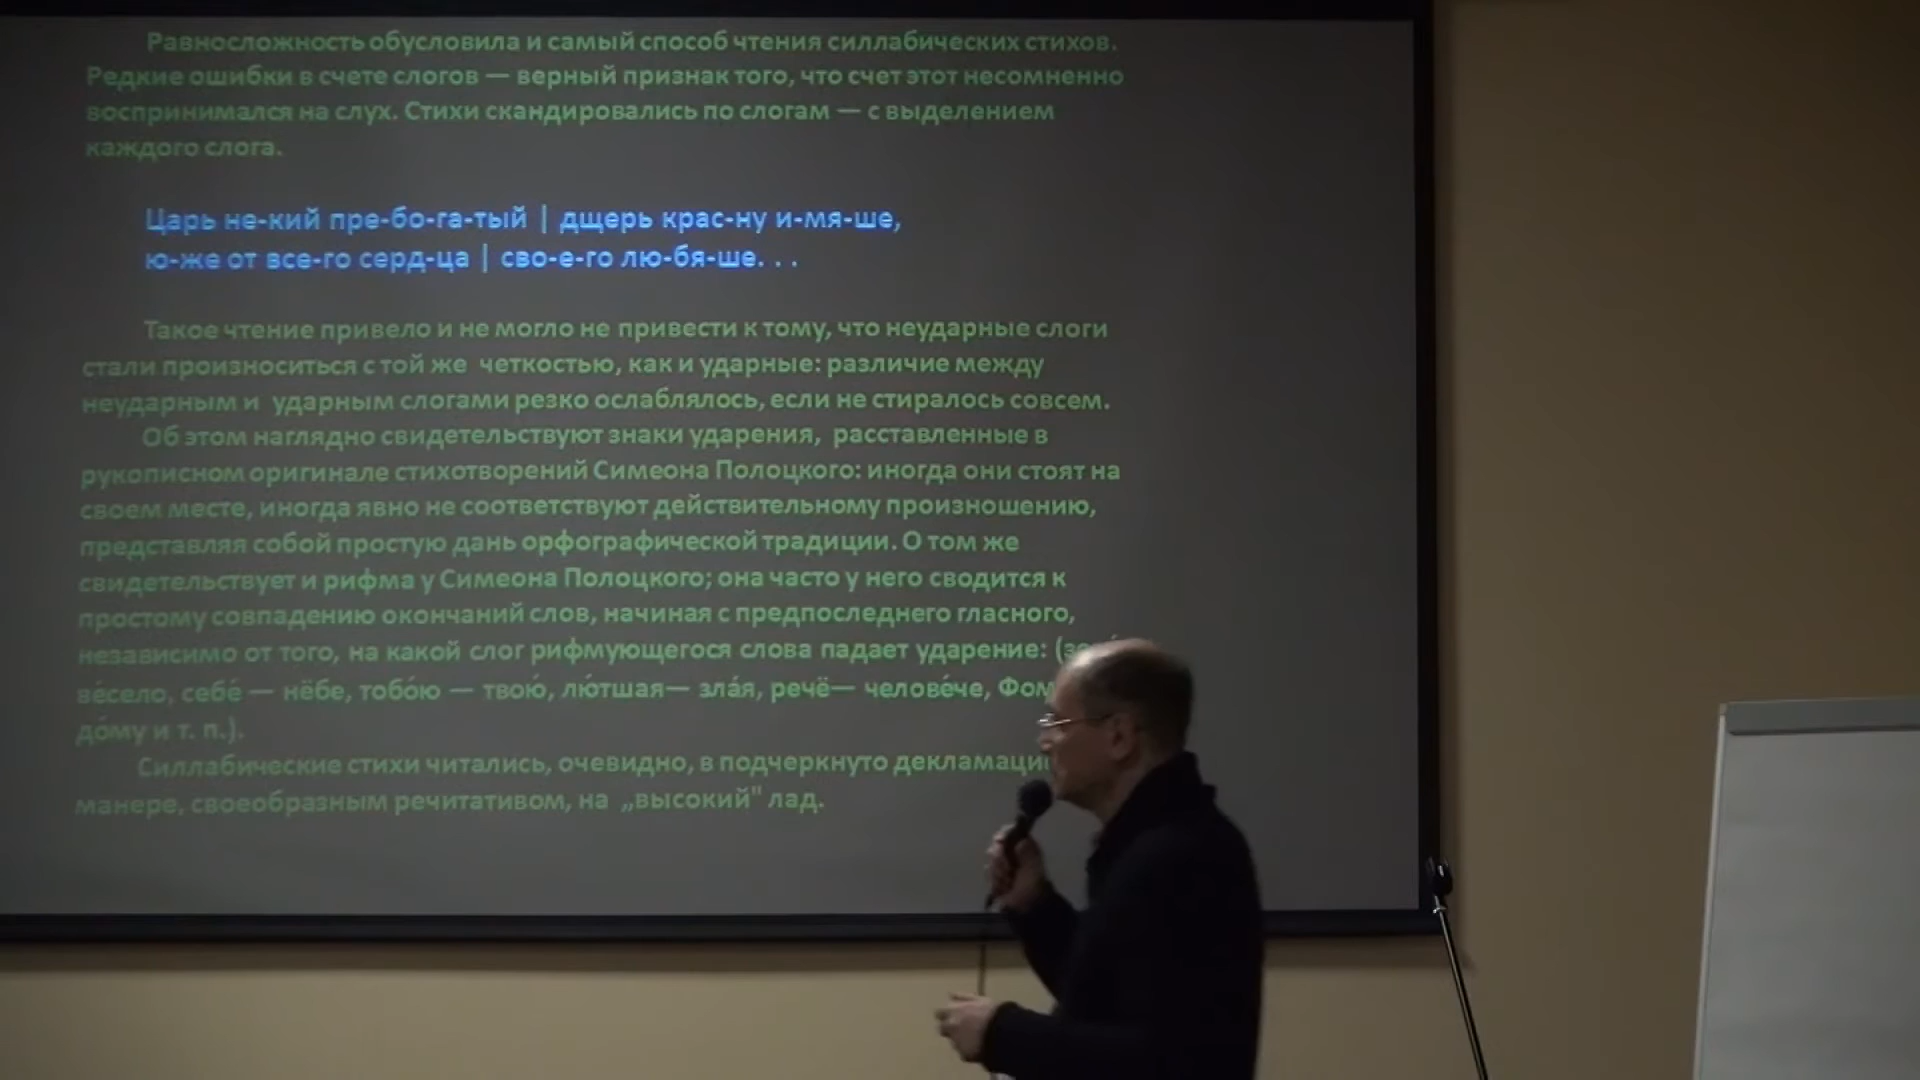 Равносложность обусловила и самый способ чтения силлабических стихов.
Редкие ошибки в счете слогов — верный признак того, что счет этот несомненно
воспринимался на слух. Стихи скандировались по слогам — с выделением
каждого слога.
Царь не-кий пре-бо-га-тый | дщерь крас-ну и-мя-ше,
ю-же от все-го серд-ца | сво-е-го лю-бя-ше. . .
Такое чтение привело и не могло не привести к тому, что неударные слоги
стали произноситься с той же четкостью, как и ударные: различие между
неударным и ударным слогами резко ослаблялось, если не стиралось совсем.
Об этом наглядно свидетельствуют знаки ударения, расставленные в
рукописном оригинале стихотворений Симеона Полоцкого: иногда они стоят на
своем месте, иногда явно не соответствуют действительному произношению,
представляя собой простую дань орфографической традиции. О том же
свидетельствует и рифма у Симеона Полоцкого; она часто у него сводится к
простому совпадению окончаний слов, начиная с предпоследнего гласного,
независимо от того, на какой слог рифмующегося слова падает ударение:
ве́село, себе́ — нёбе, тобо́ю — твою́, лю́тшая— зла́я, речё— челове́че,
до́му и т. п.).
Силлабические стихи читались, очевидно, в подчеркнуто
манере, своеобразным речитативом, на „высокий" лад.